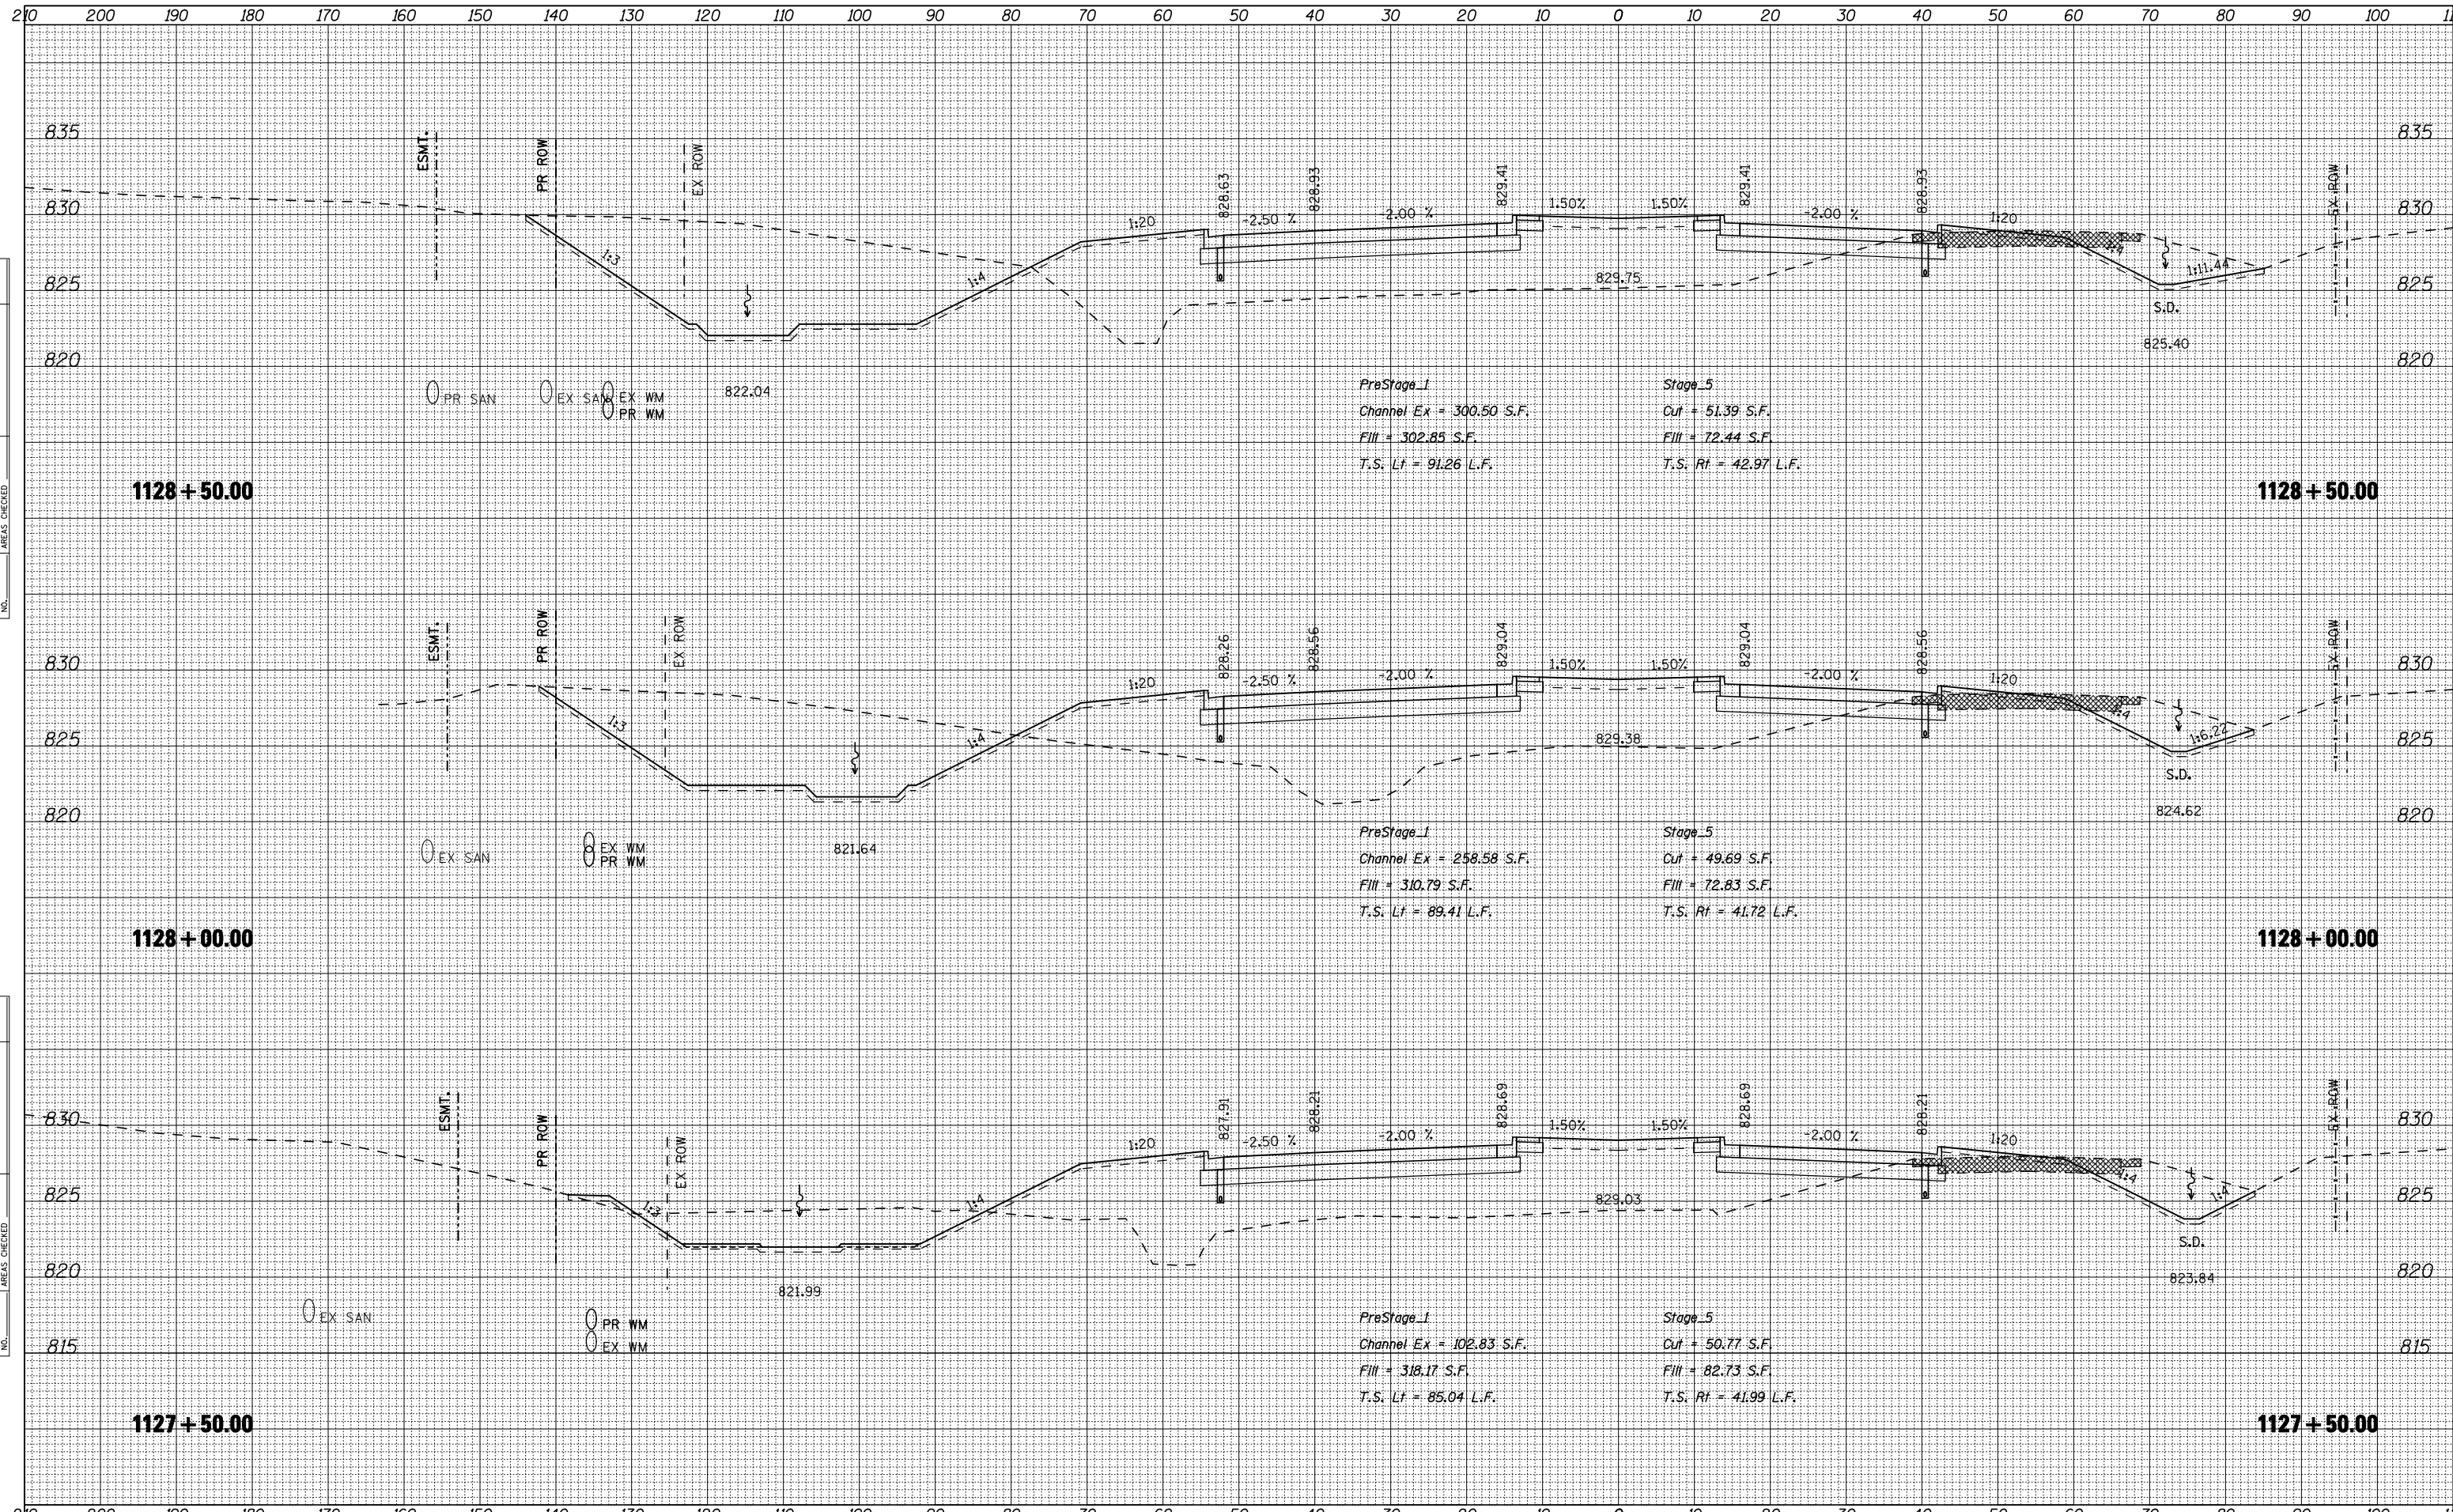 210 200 190 180 170 160 150 140 130 120 110 100 90 80 70 60 50 40 30 20 10 0 10 20 30 40 50 60 70 80 90 100
835 835
ESMT.
PR ROW
EX ROW
EX ROW
828.63 828.93 829.41 829.41 828.93
830 830
1:20 -2.50 % -2.00 % 1.50% 1.50% -2.00 % 1:20
1:3 1:4 1:4 1:11.44
825 829.75 825
S.D.
820 825.40 820
822.04
PR SAN EX SAN EX WM
PR WM
PreStage_1
Channel Ex = 300.50 S.F.
Fill = 302.85 S.F.
T.S. Lt = 91.26 L.F.
Stage_5
Cut = 51.39 S.F.
Fill = 72.44 S.F.
T.S. Rt = 42.97 L.F.
1128+50.00 1128+50.00
AREAS CHECKED
NO.
ESMT.
PR ROW
EX ROW
EX ROW
828.26 828.56 829.04 829.04 828.56
830 830
1:20 -2.50 % -2.00 % 1.50% 1.50% -2.00 % 1:20
1:3 1:4 1:4 1:6.22
825 829.38 825
S.D.
820 824.62 820
821.64
EX SAN EX WM
PR WM
PreStage_1
Channel Ex = 258.58 S.F.
Fill = 310.79 S.F.
T.S. Lt = 89.41 L.F.
Stage_5
Cut = 49.69 S.F.
Fill = 72.83 S.F.
T.S. Rt = 41.72 L.F.
1128+00.00 1128+00.00
ESMT.
PR ROW
EX ROW
EX ROW
827.91 828.21 828.69 828.69 828.21
830 830
1:20 -2.50 % -2.00 % 1.50% 1.50% -2.00 % 1:20
1:3 1:4 1:4 1:4
825 829.03 825
S.D.
820 823.84 820
821.99
EX SAN PR WM
EX WM
815 815
PreStage_1
Channel Ex = 102.83 S.F.
Fill = 318.17 S.F.
T.S. Lt = 85.04 L.F.
Stage_5
Cut = 50.77 S.F.
Fill = 82.73 S.F.
T.S. Rt = 41.99 L.F.
1127+50.00 1127+50.00
AREAS CHECKED
NO.